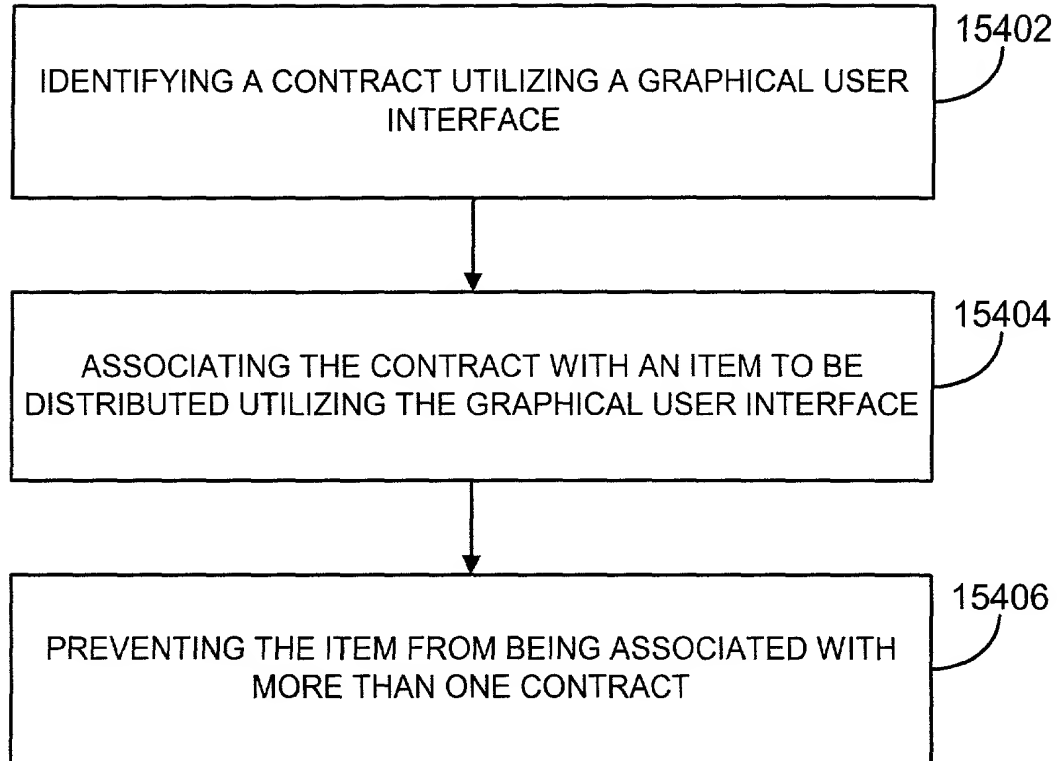 15402
IDENTIFYING A CONTRACT UTILIZING A GRAPHICAL USER
INTERFACE
15404
ASSOCIATING THE CONTRACT WITH AN ITEM TO BE
DISTRIBUTED UTILIZING THE GRAPHICAL USER INTERFACE
15406
PREVENTING THE ITEM FROM BEING ASSOCIATED WITH
MORE THAN ONE CONTRACT